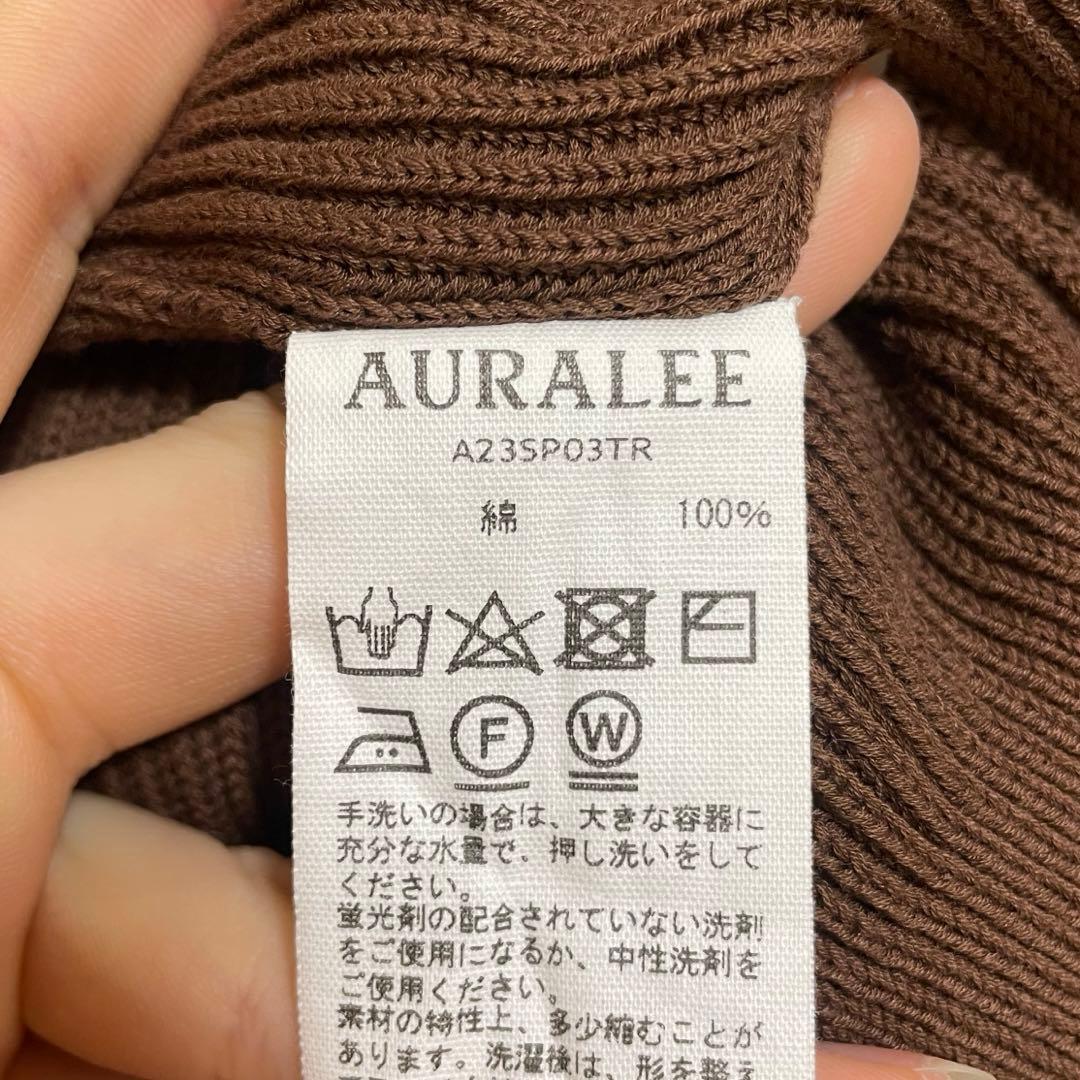 AURALEE
A23SP03TR
綿 100%
F W
手洗いの場合は、大きな容器に
充分な水量で、押し洗いをして
ください。
蛍光剤の配合されていない洗剤
をご使用になるか、中性洗剤を
ご使用ください。
素材の特性上、多少縮むことが
あります。洗濯後は、形を整え